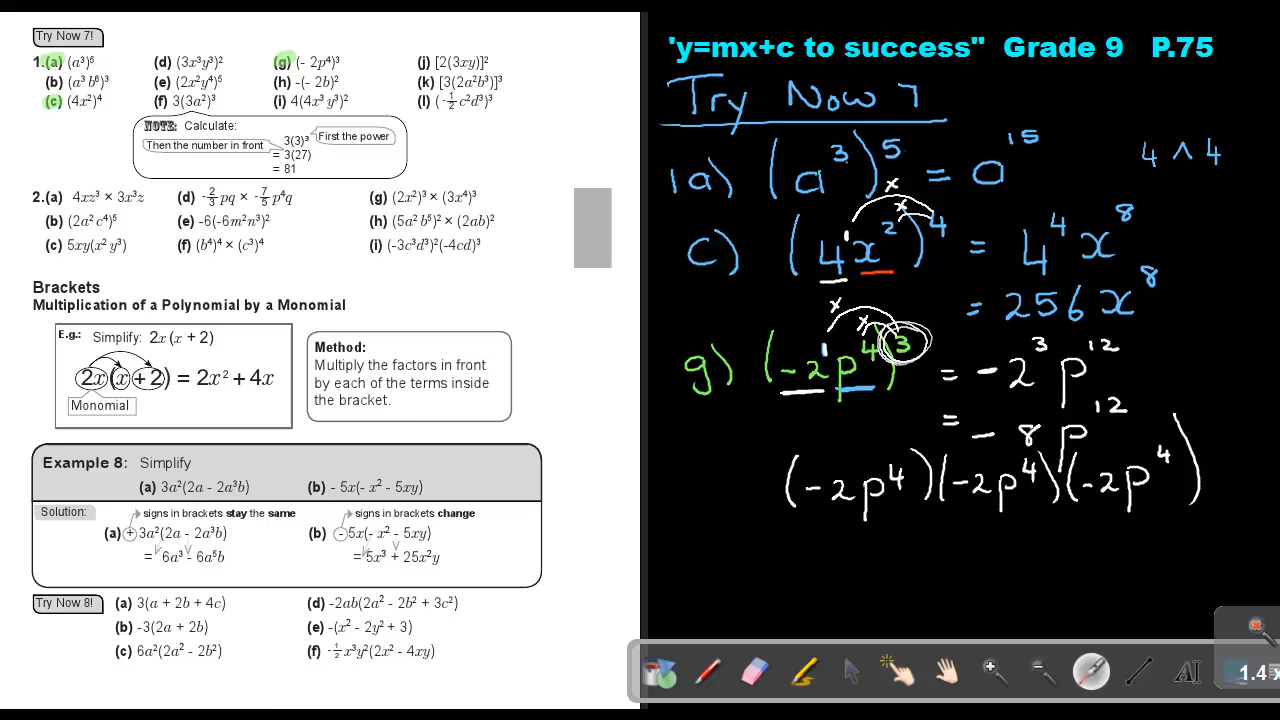 Try Now 7!
1.(a) (a³)⁵ (d) (3x³y³)² (g) (- 2p⁴)³ (j) [2(3xy)]²
(b) (a³ b⁶)³ (e) (2x²y⁴)⁵ (h) -(- 2b)² (k) [3(2a²b³)]³
(c) (4x²)⁴ (f) 3(3a²)³ (i) 4(4x³ y³)² (l) (-½ c²d³)³
NOTE: Calculate:
3(3)³ First the power
Then the number in front = 3(27)
= 81
2.(a) 4xz³ × 3x³z (d) -2/3 pq × -7/5 p⁴q (g) (2x²)³ × (3x⁴)³
(b) (2a² c⁴)⁵ (e) -6(-6m²n³)² (h) (5a² b⁵)² × (2ab)²
(c) 5xy(x² y³) (f) (b⁴)⁴ × (c³)⁴ (i) (-3c³d³)²(-4cd)³
Brackets
Multiplication of a Polynomial by a Monomial
E.g.: Simplify: 2x(x + 2)
2x(x + 2) = 2x² + 4x
Monomial
Method:
Multiply the factors in front
by each of the terms inside
the bracket.
Example 8: Simplify
(a) 3a²(2a - 2a³b) (b) - 5x(- x² - 5xy)
Solution:
signs in brackets stay the same signs in brackets change
(a) + 3a²(2a - 2a³b) (b) - 5x(- x² - 5xy)
= 6a³ - 6a⁵b = 5x³ + 25x²y
Try Now 8! (a) 3(a + 2b + 4c) (d) -2ab(2a² - 2b² + 3c²)
(b) -3(2a + 2b) (e) -(x² - 2y² + 3)
(c) 6a²(2a² - 2b²) (f) -½ x³y²(2x² - 4xy)
'y=mx+c to success" Grade 9 P.75
Try Now 7
1a) (a³)⁵ = a¹⁵ 4 ∧ 4
x
x
c) (4¹x²)⁴ = 4⁴x⁸
= 256x⁸
x
x
g) (-2¹p⁴)³ = -2³p¹²
= -8p¹²
(-2p⁴)(-2p⁴)(-2p⁴)
AI
1.4 x